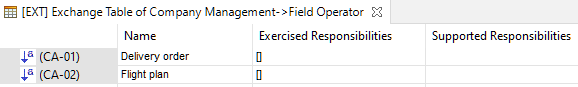 [EXT] Exchange Table of Company Management->Field Operator
Name Exercised Responsibilities Supported Responsibilities
(CA-01) Delivery order []
(CA-02) Flight plan []